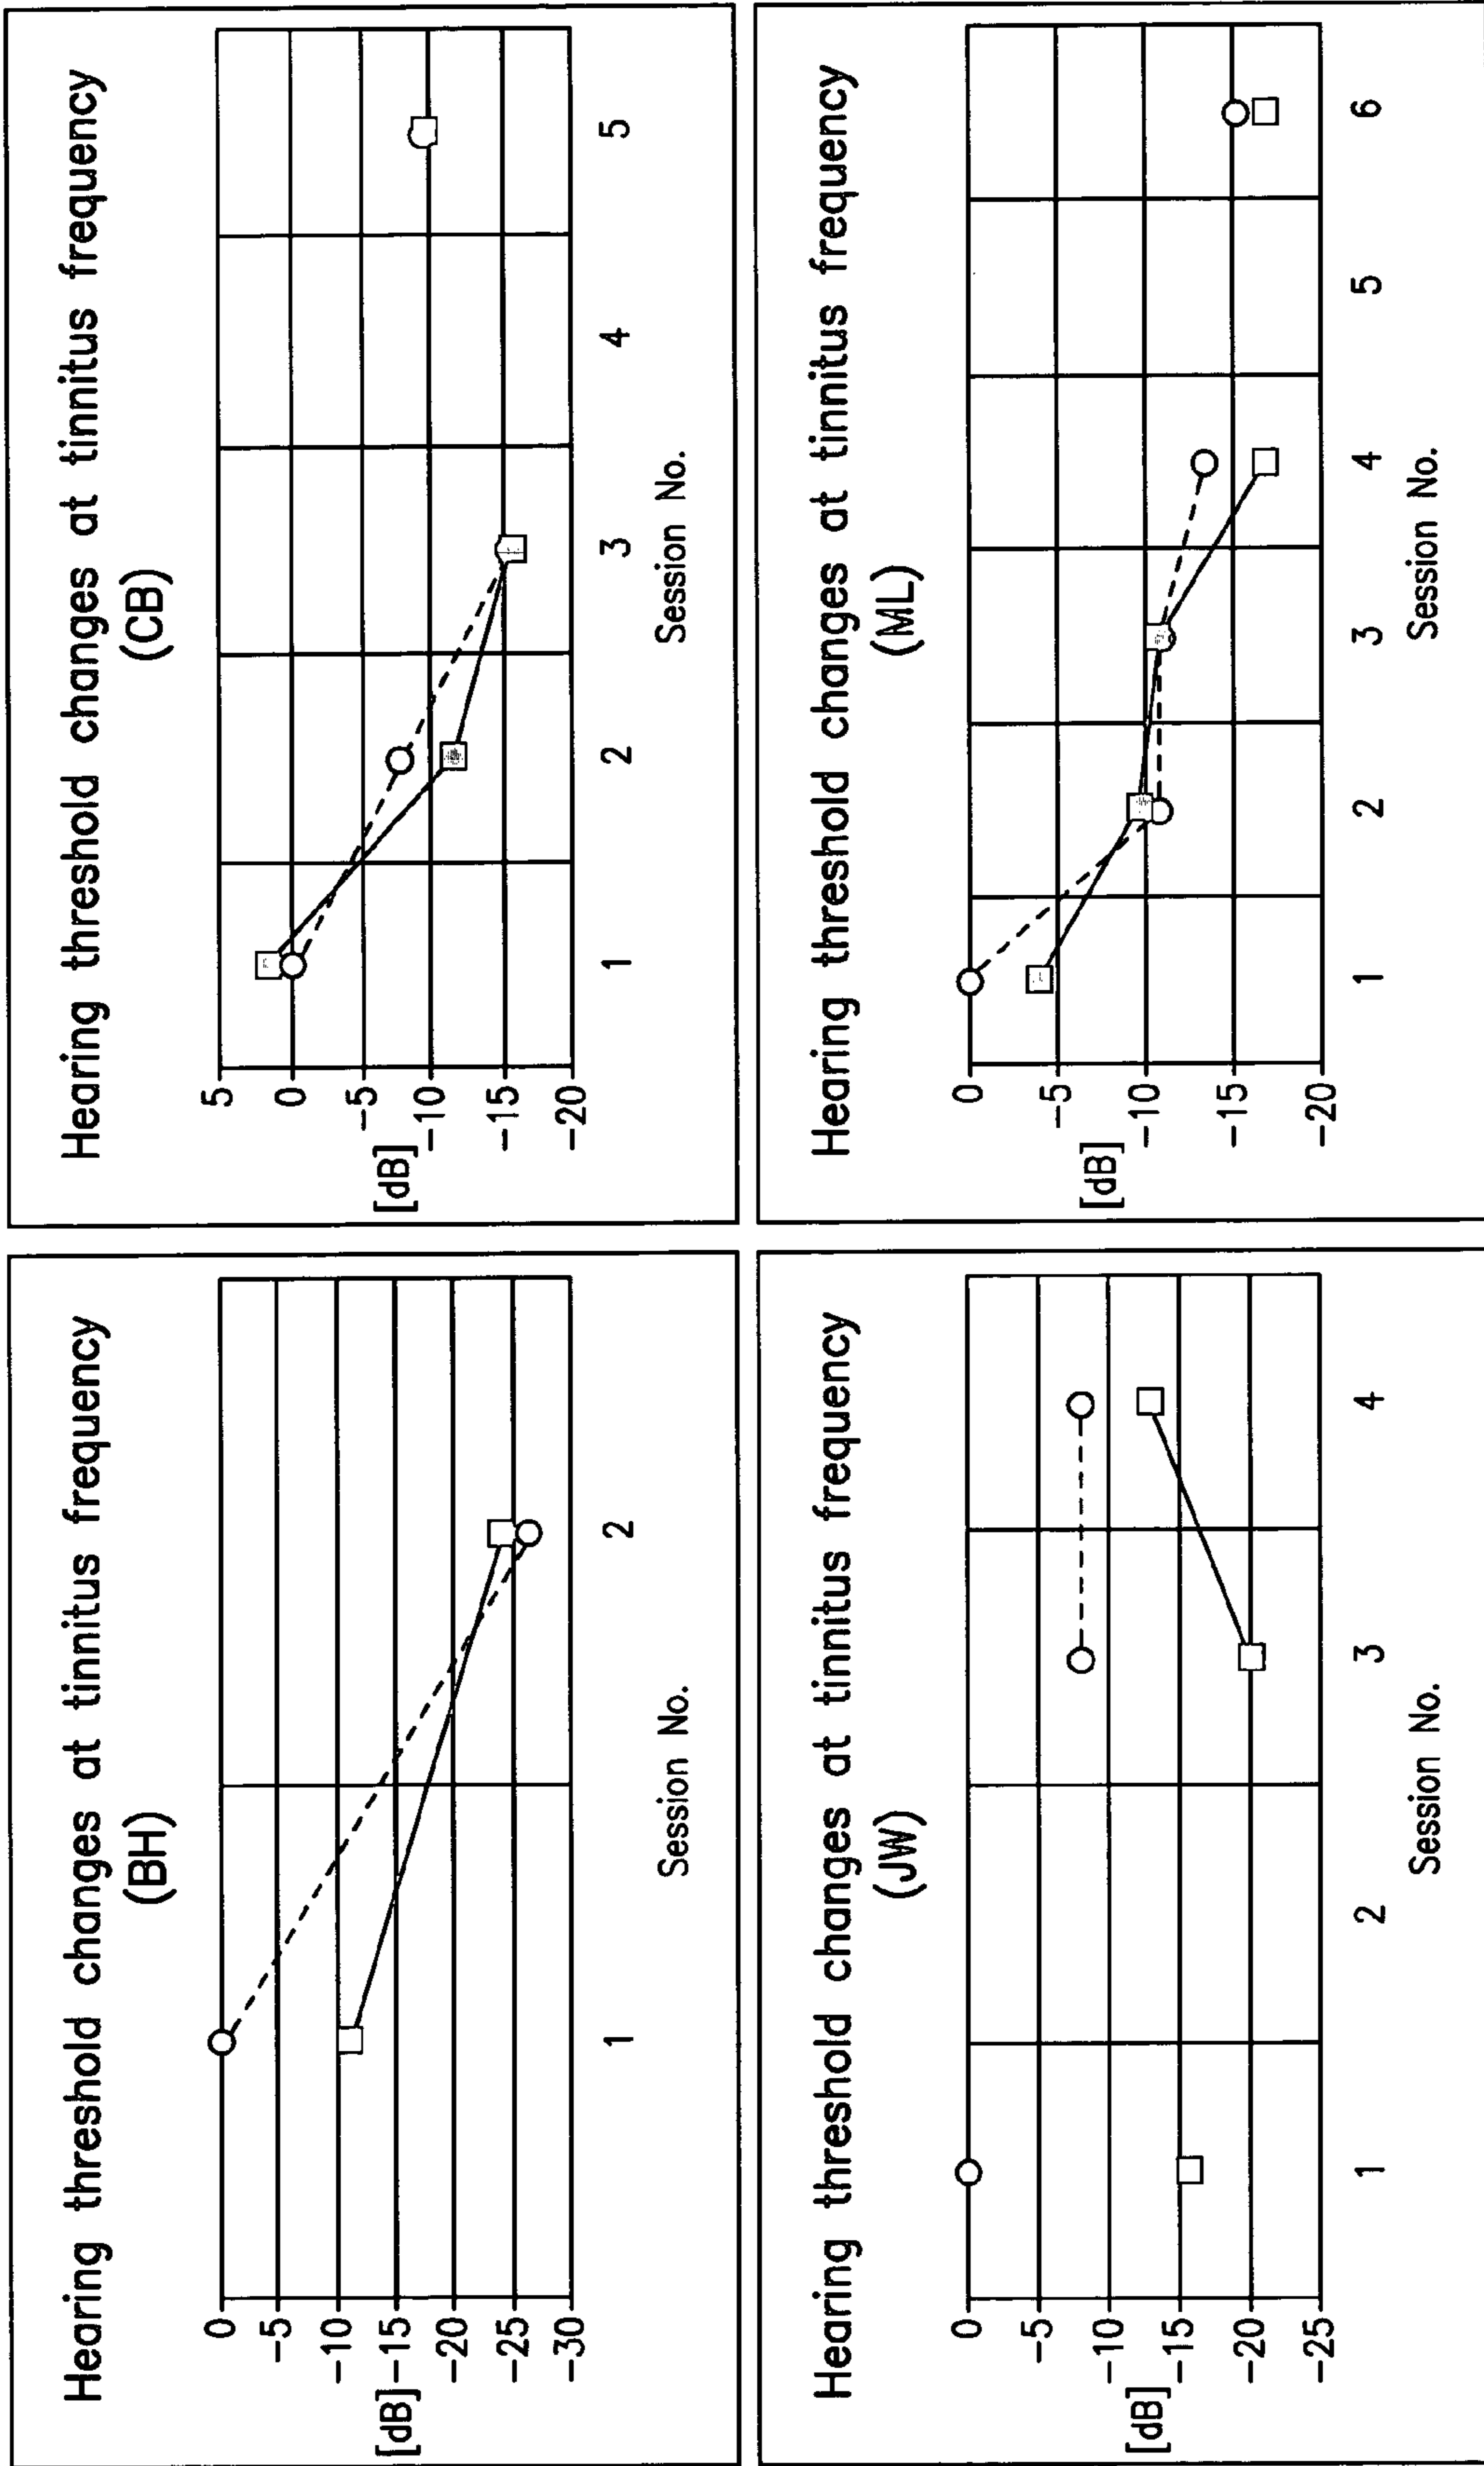 Hearing threshold changes at tinnitus frequency
(BH)
0
-5
-10
-15
-20
-25
-30
[dB]
1 2
Session No.
Hearing threshold changes at tinnitus frequency
(CB)
5
0
-5
-10
-15
-20
[dB]
1 2 3 4 5
Session No.
Hearing threshold changes at tinnitus frequency
(JW)
0
-5
-10
-15
-20
-25
[dB]
1 2 3 4
Session No.
Hearing threshold changes at tinnitus frequency
(ML)
0
-5
-10
-15
-20
[dB]
1 2 3 4 5 6
Session No.